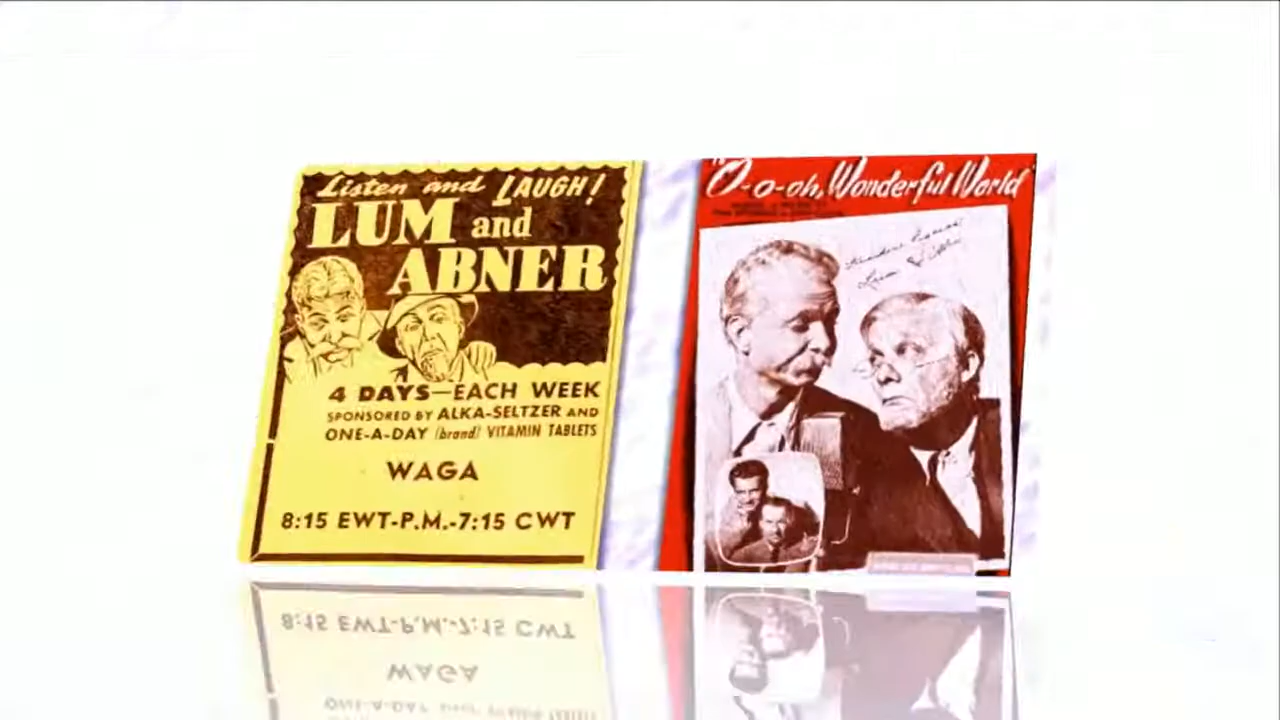 Listen and LAUGH!
LUM and
ABNER
4 DAYS—EACH WEEK
SPONSORED BY ALKA-SELTZER AND
ONE-A-DAY (brand) VITAMIN TABLETS
WAGA
8:15 EWT-P.M.-7:15 CWT
"O-o-oh, Wonderful World